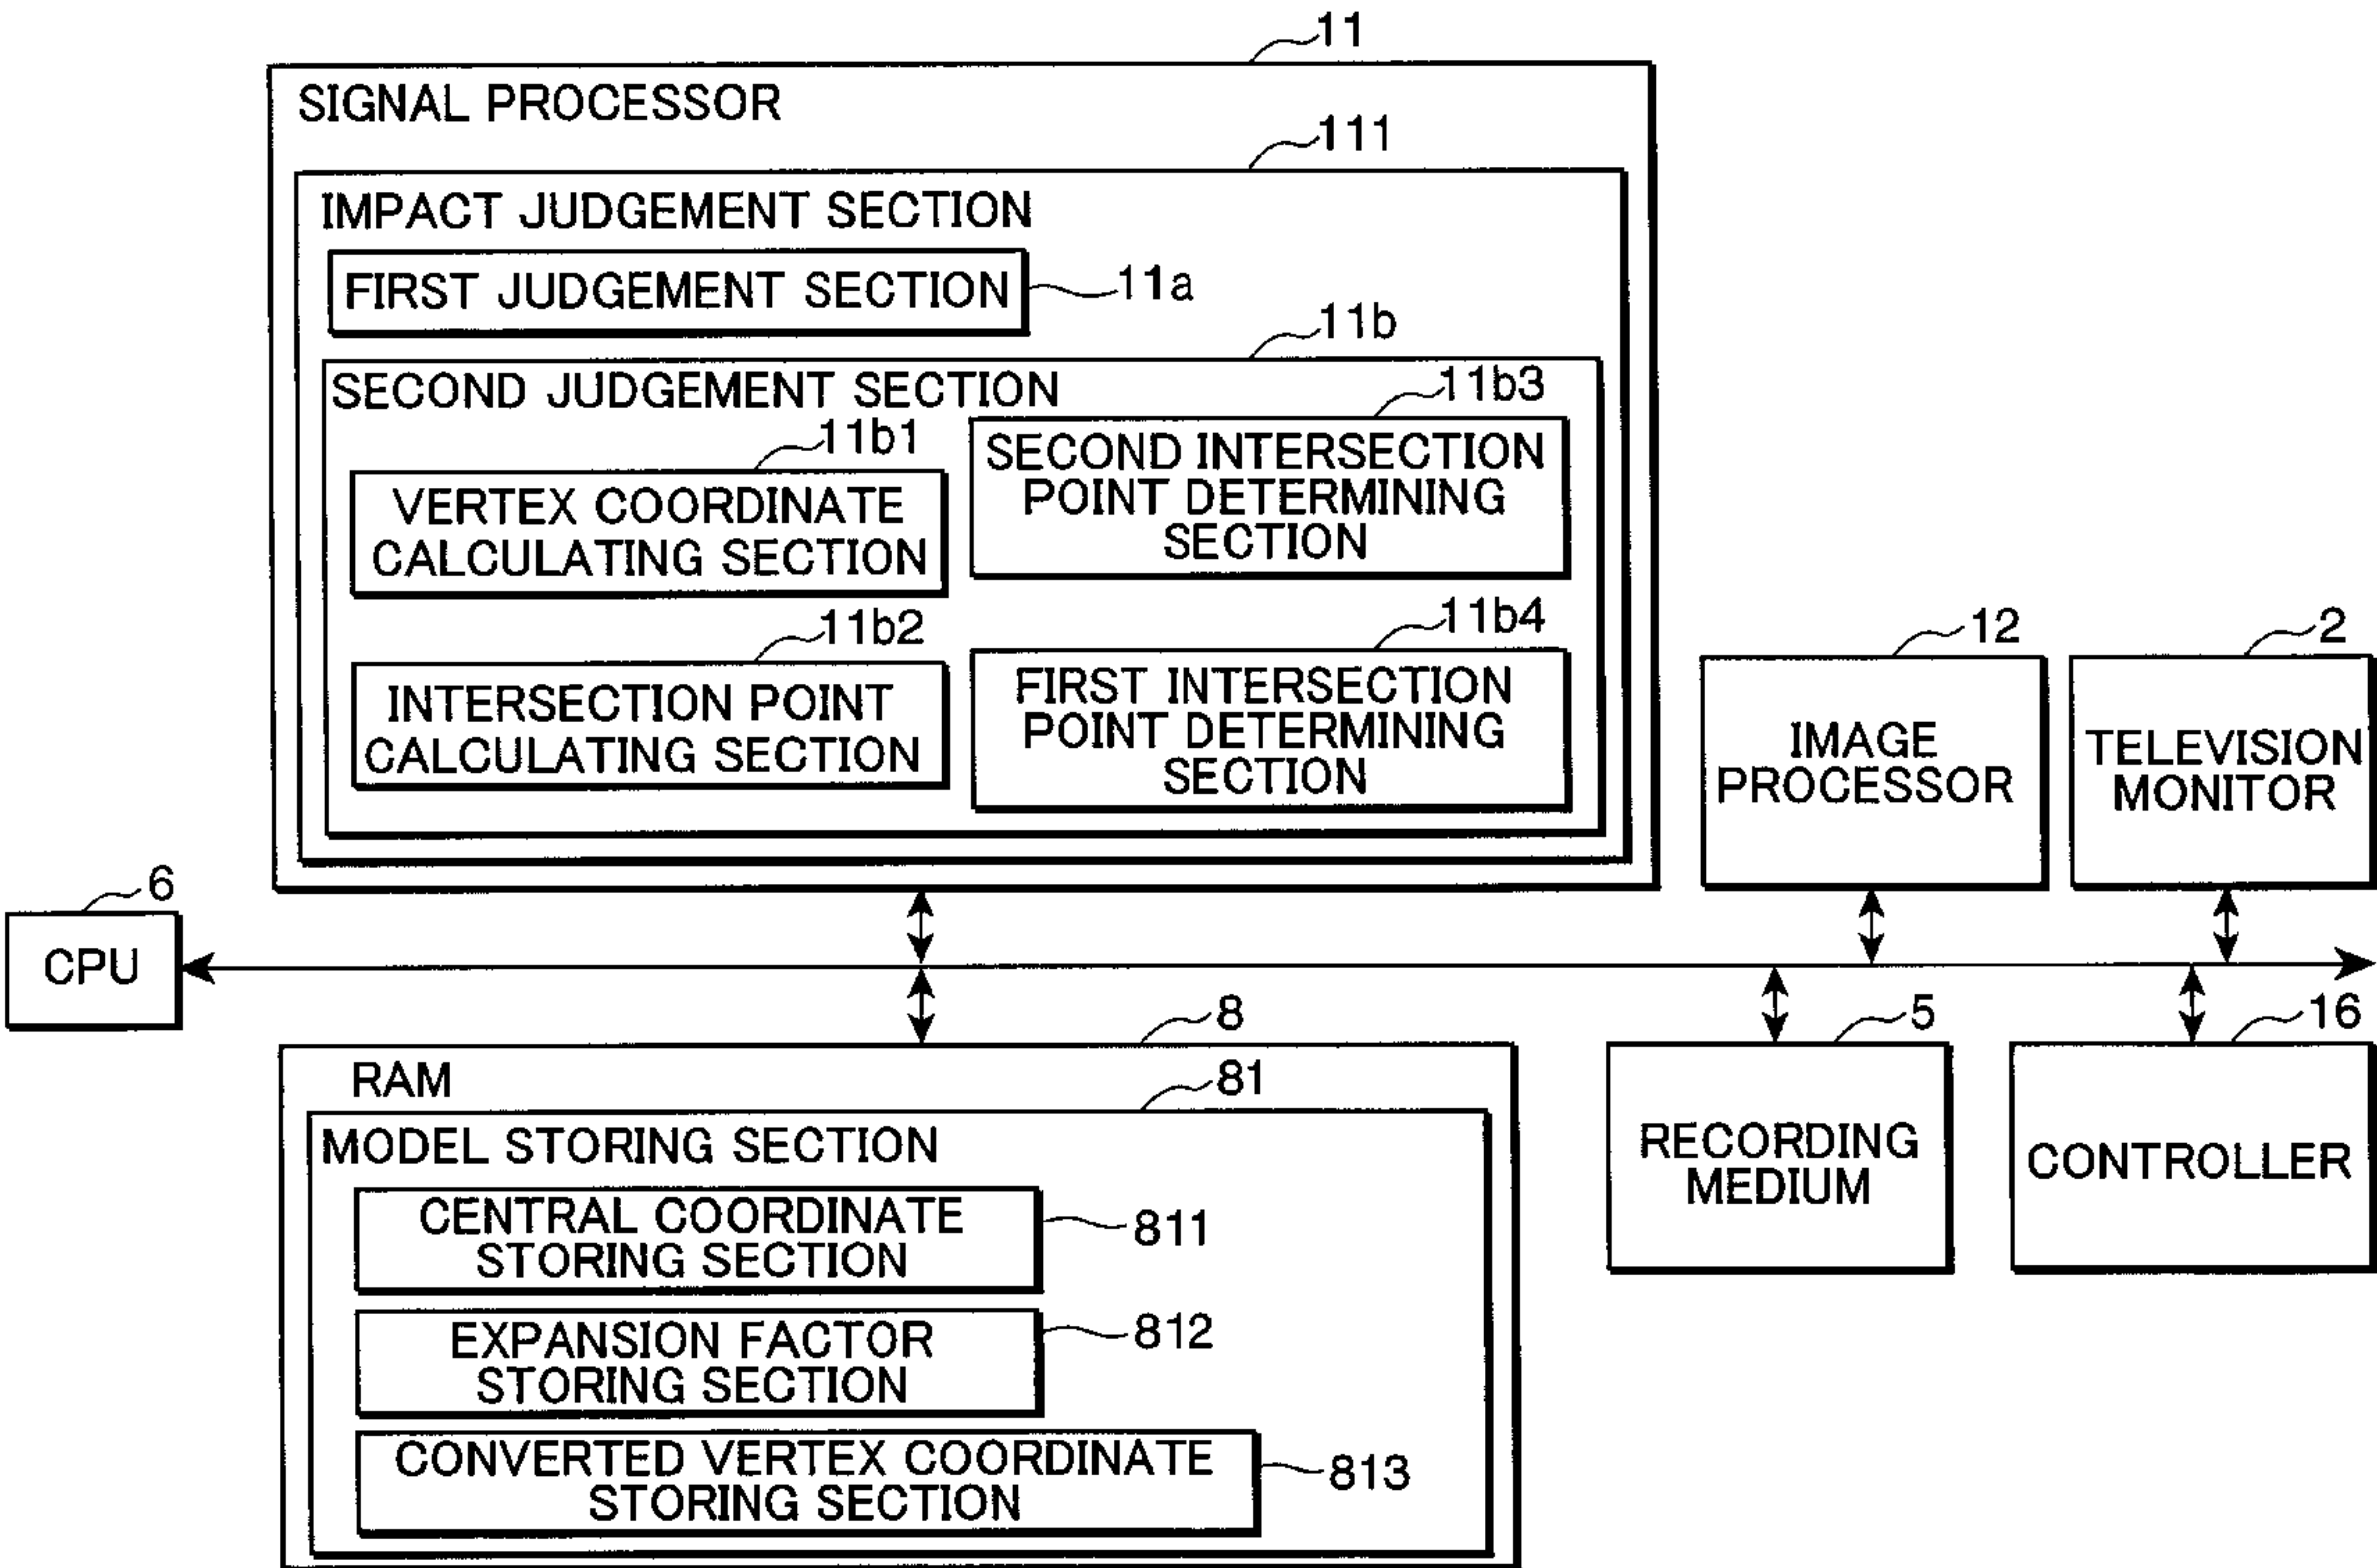 11
SIGNAL PROCESSOR
111
IMPACT JUDGEMENT SECTION
FIRST JUDGEMENT SECTION
11a
11b
SECOND JUDGEMENT SECTION
11b1
VERTEX COORDINATE
CALCULATING SECTION
11b3
SECOND INTERSECTION
POINT DETERMINING
SECTION
11b2
INTERSECTION POINT
CALCULATING SECTION
11b4
FIRST INTERSECTION
POINT DETERMINING
SECTION
12
IMAGE
PROCESSOR
2
TELEVISION
MONITOR
6
CPU
8
RAM
81
MODEL STORING SECTION
CENTRAL COORDINATE
STORING SECTION
811
EXPANSION FACTOR
STORING SECTION
812
CONVERTED VERTEX COORDINATE
STORING SECTION
813
5
RECORDING
MEDIUM
16
CONTROLLER